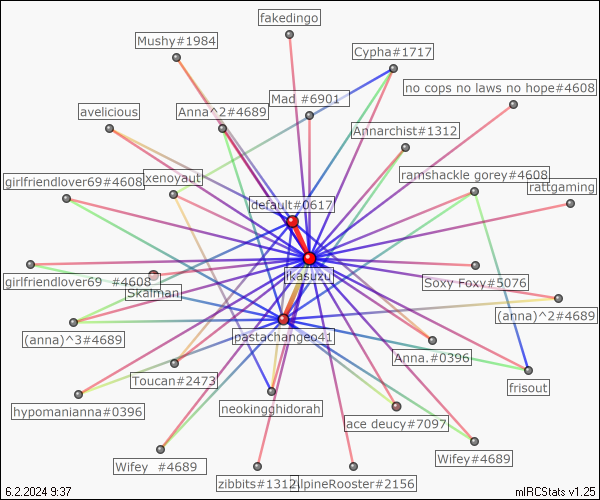 fakedingo
Mushy#1984
Cypha#1717
no cops no laws no hope#4608
Mad #6901
avelicious
Anna^2#4689
Annarchist#1312
girlfriendlover69#4608
xenoyaut
ramshackle gorey#4608
rattgaming
default#0617
ikasuzu
girlfriendlover69 #4608
Skalman
Soxy Foxy#5076
(anna)^2#4689
(anna)^3#4689
pastachangeo41
Anna.#0396
Toucan#2473
frisout
hypomanianna#0396
neokingghidorah
ace deucy#7097
Wifey #4689
Wifey#4689
zibbits#1312
AlpineRooster#2156
6.2.2024 9:37
mIRCStats v1.25